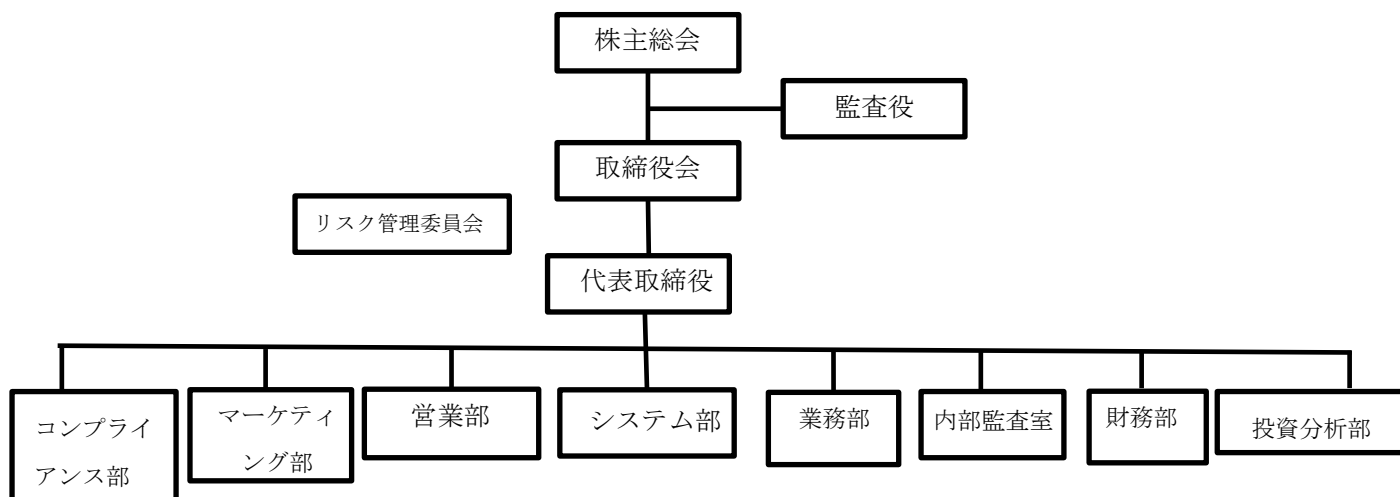 株主総会
監査役
取締役会
リスク管理委員会
代表取締役
コンプライ
アンス部
マーケティ
ング部
営業部
システム部
業務部
内部監査室
財務部
投資分析部